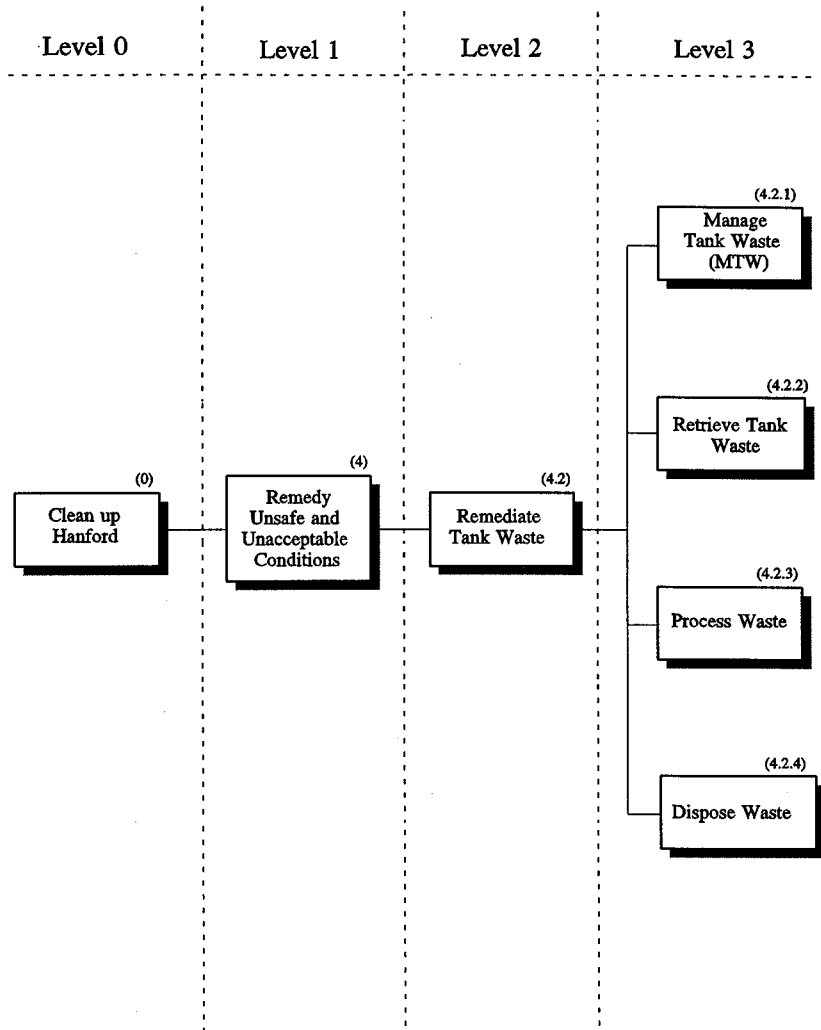 Level 0
Level 1
Level 2
Level 3
(0)
Clean up
Hanford
(4)
Remedy
Unsafe and
Unacceptable
Conditions
(4.2)
Remediate
Tank Waste
(4.2.1)
Manage
Tank Waste
(MTW)
(4.2.2)
Retrieve Tank
Waste
(4.2.3)
Process Waste
(4.2.4)
Dispose Waste